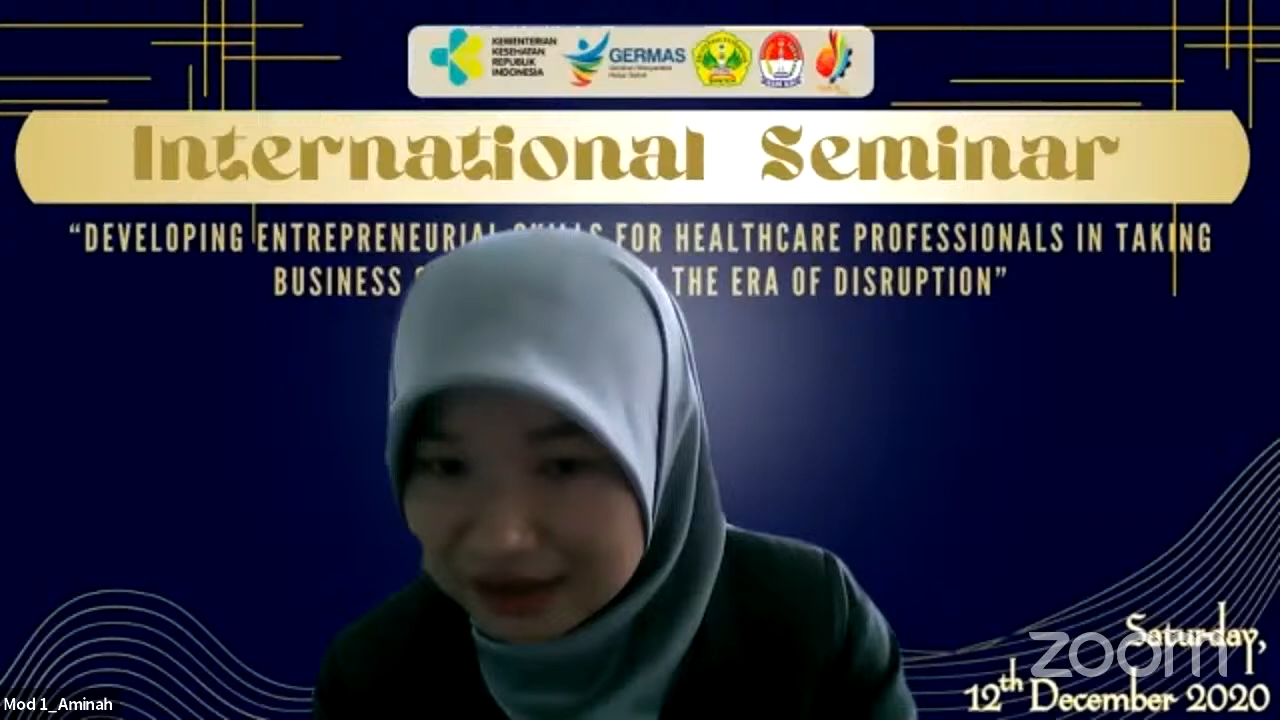 KEMENTERIAN
KESEHATAN
REPUBLIK
INDONESIA
GERMAS
International Seminar
“DEVELOPING ENTREPRENEURIAL SKILLS FOR HEALTHCARE PROFESSIONALS IN TAKING
BUSINESS THE ERA OF DISRUPTION”
zoom
Saturday,
12th December 2020
Mod 1_Aminah